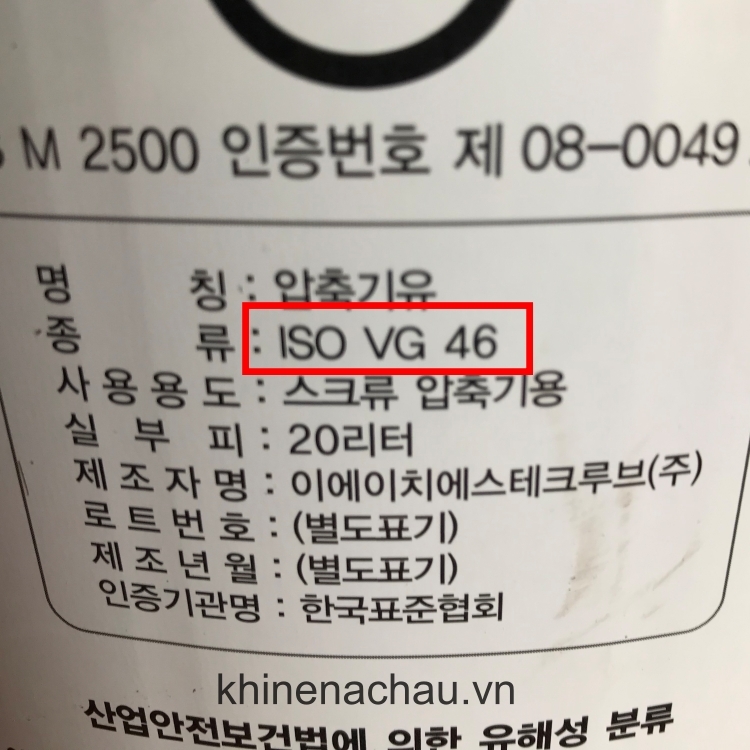 M 2500 인증번호 제 08-0049
명 칭 : 압축기유
종 류 : ISO VG 46
사 용 용 도 : 스크류 압축기용
실 부 피 : 20리터
제 조 자 명 : 이에이치에스테크루브(주)
로 트 번 호 : (별도표기)
제 조 년 월 : (별도표기)
인증기관명 : 한국표준협회
khinenachau.vn
산업안전보건법에 의한 유해성 분류